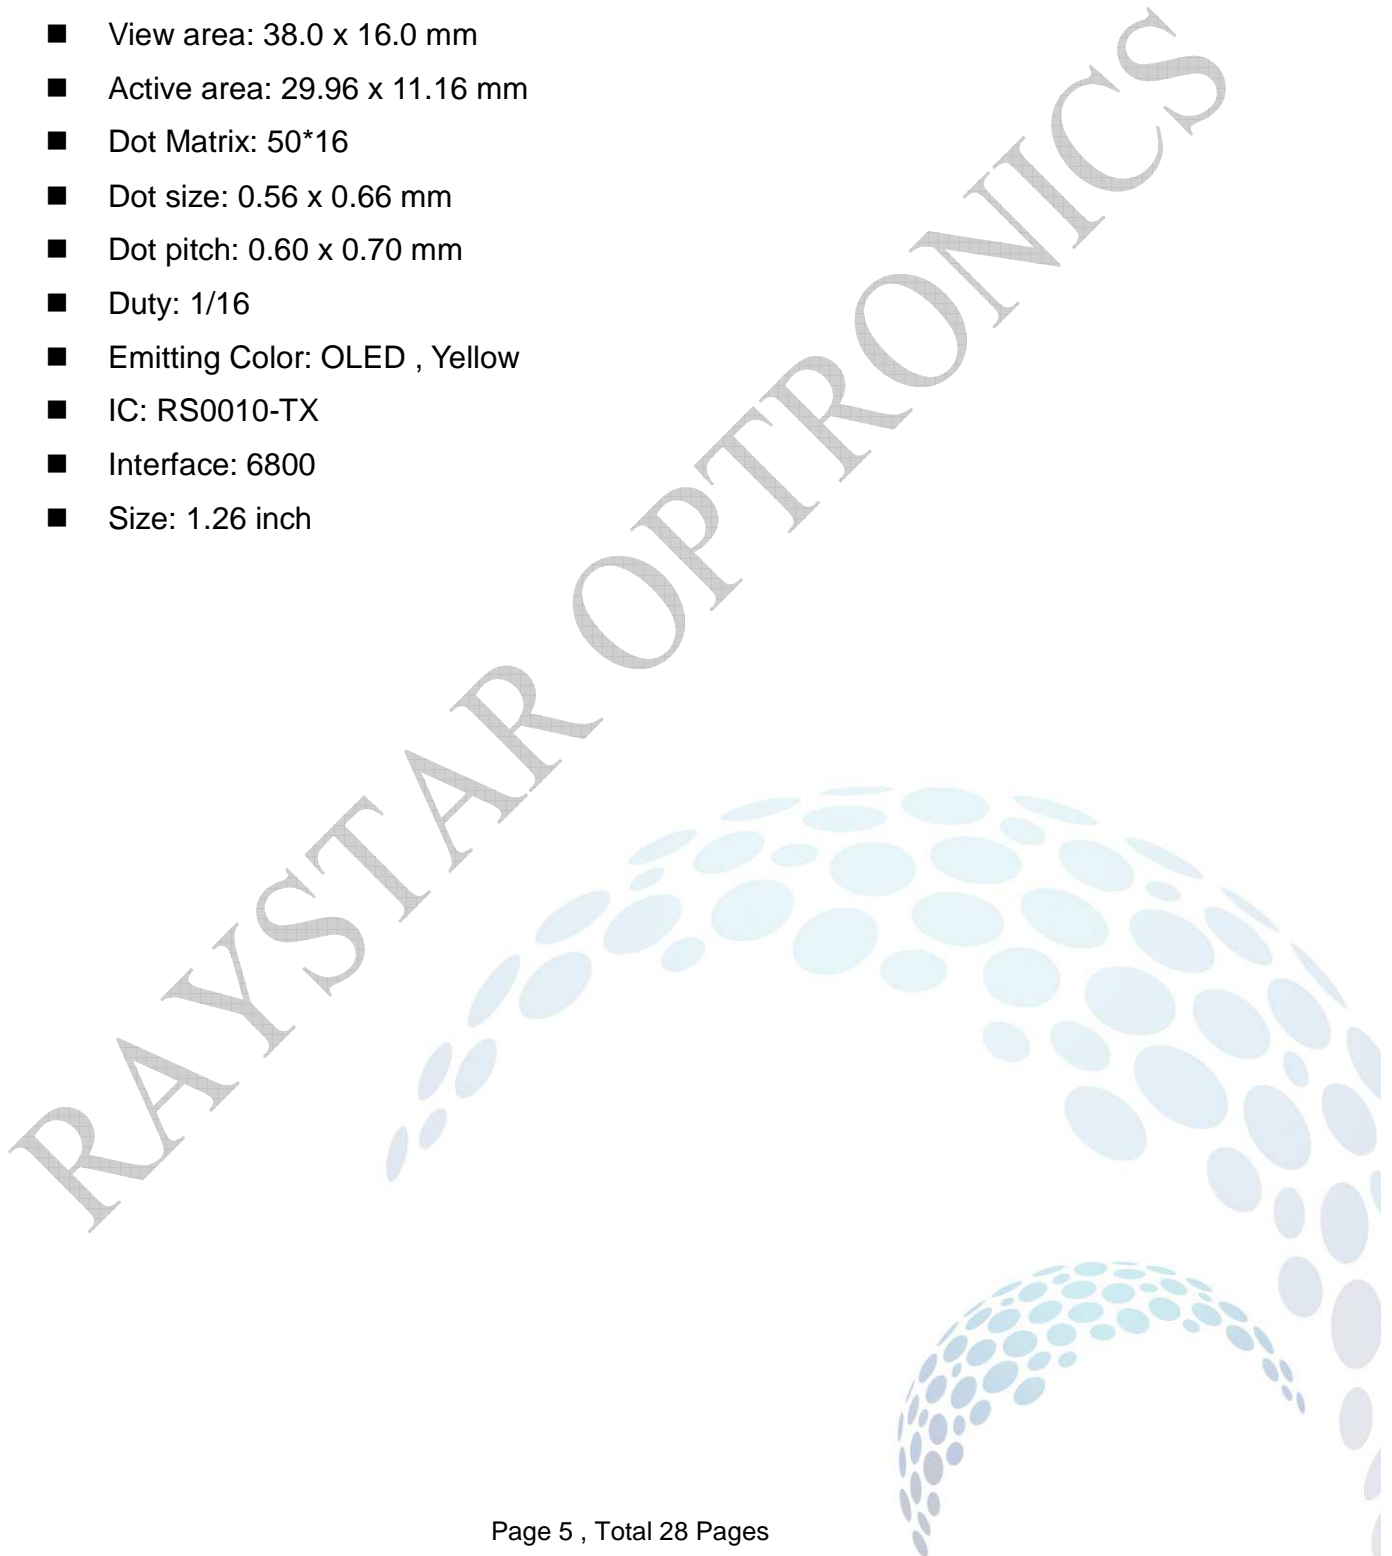 ■ View area: 38.0 x 16.0 mm
■ Active area: 29.96 x 11.16 mm
■ Dot Matrix: 50*16
■ Dot size: 0.56 x 0.66 mm
■ Dot pitch: 0.60 x 0.70 mm
■ Duty: 1/16
■ Emitting Color: OLED , Yellow
■ IC: RS0010-TX
■ Interface: 6800
■ Size: 1.26 inch
RAYSTAR OPTRONICS
Page 5 , Total 28 Pages